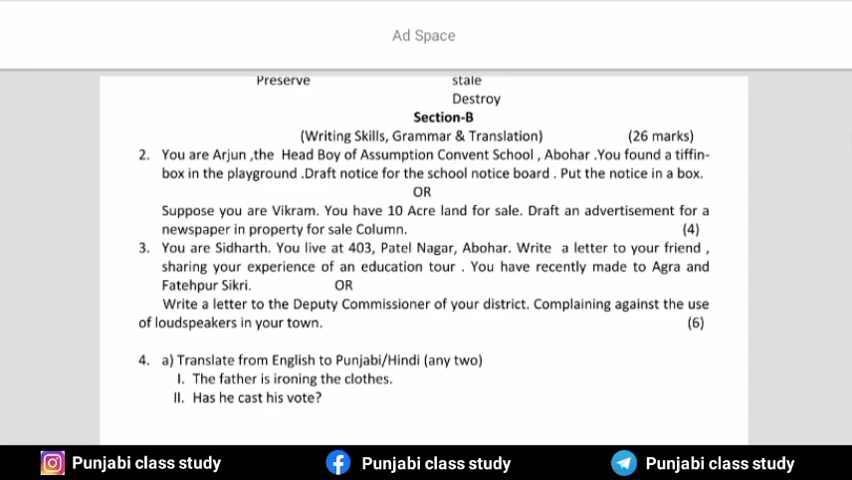 Ad Space
Preserve stale
Destroy
Section-B
(Writing Skills, Grammar & Translation) (26 marks)
2. You are Arjun ,the Head Boy of Assumption Convent School , Abohar .You found a tiffin-
box in the playground .Draft notice for the school notice board . Put the notice in a box.
OR
Suppose you are Vikram. You have 10 Acre land for sale. Draft an advertisement for a
newspaper in property for sale Column. (4)
3. You are Sidharth. You live at 403, Patel Nagar, Abohar. Write a letter to your friend ,
sharing your experience of an education tour . You have recently made to Agra and
Fatehpur Sikri. OR
Write a letter to the Deputy Commissioner of your district. Complaining against the use
of loudspeakers in your town. (6)
4. a) Translate from English to Punjabi/Hindi (any two)
I. The father is ironing the clothes.
II. Has he cast his vote?
Punjabi class study Punjabi class study Punjabi class study